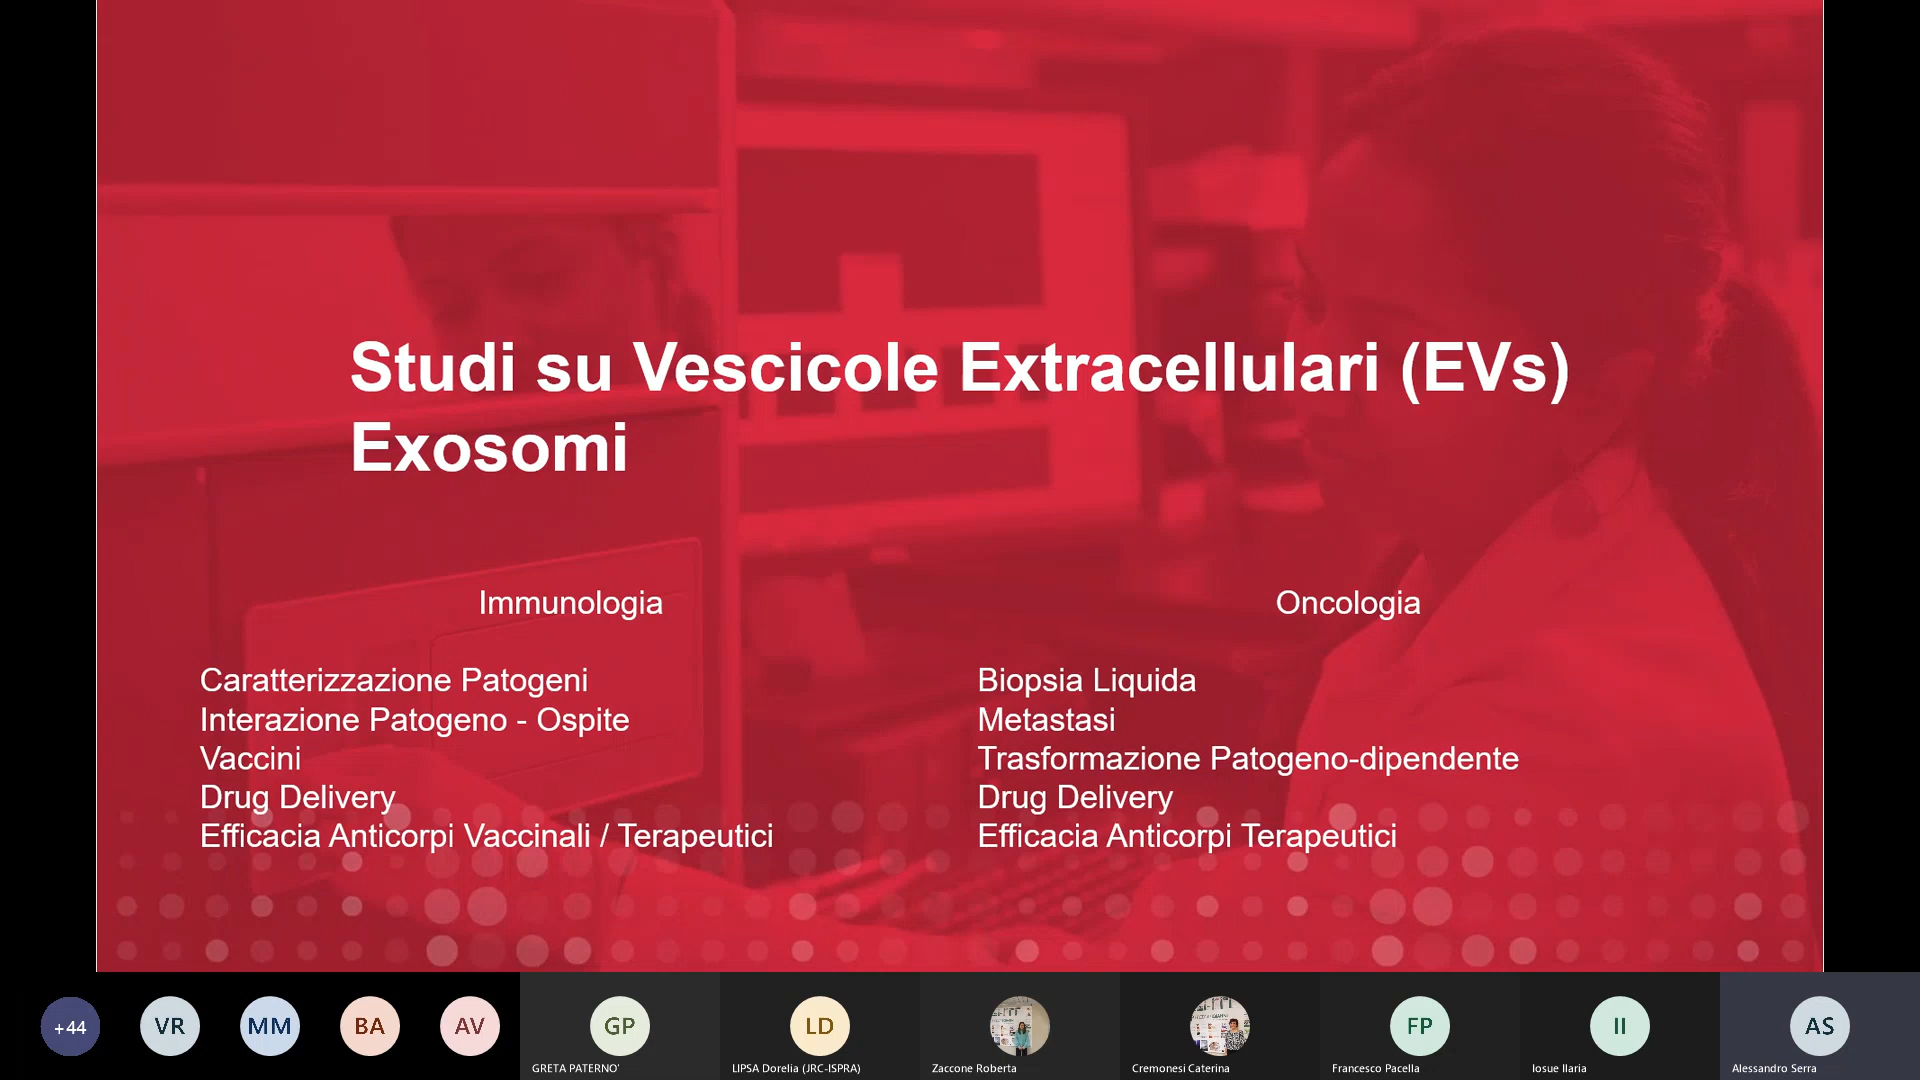 Studi su Vescicole Extracellulari (EVs)
Exosomi
Immunologia
Caratterizzazione Patogeni
Interazione Patogeno - Ospite
Vaccini
Drug Delivery
Efficacia Anticorpi Vaccinali / Terapeutici
Oncologia
Biopsia Liquida
Metastasi
Trasformazione Patogeno-dipendente
Drug Delivery
Efficacia Anticorpi Terapeutici
+44
VR
MM
BA
AV
GP
GRETA PATERNO'
LD
LIPSA Dorelia (JRC-ISPRA)
Zaccone Roberta
Cremonesi Caterina
FP
Francesco Pacella
II
Iosue Ilaria
AS
Alessandro Serra